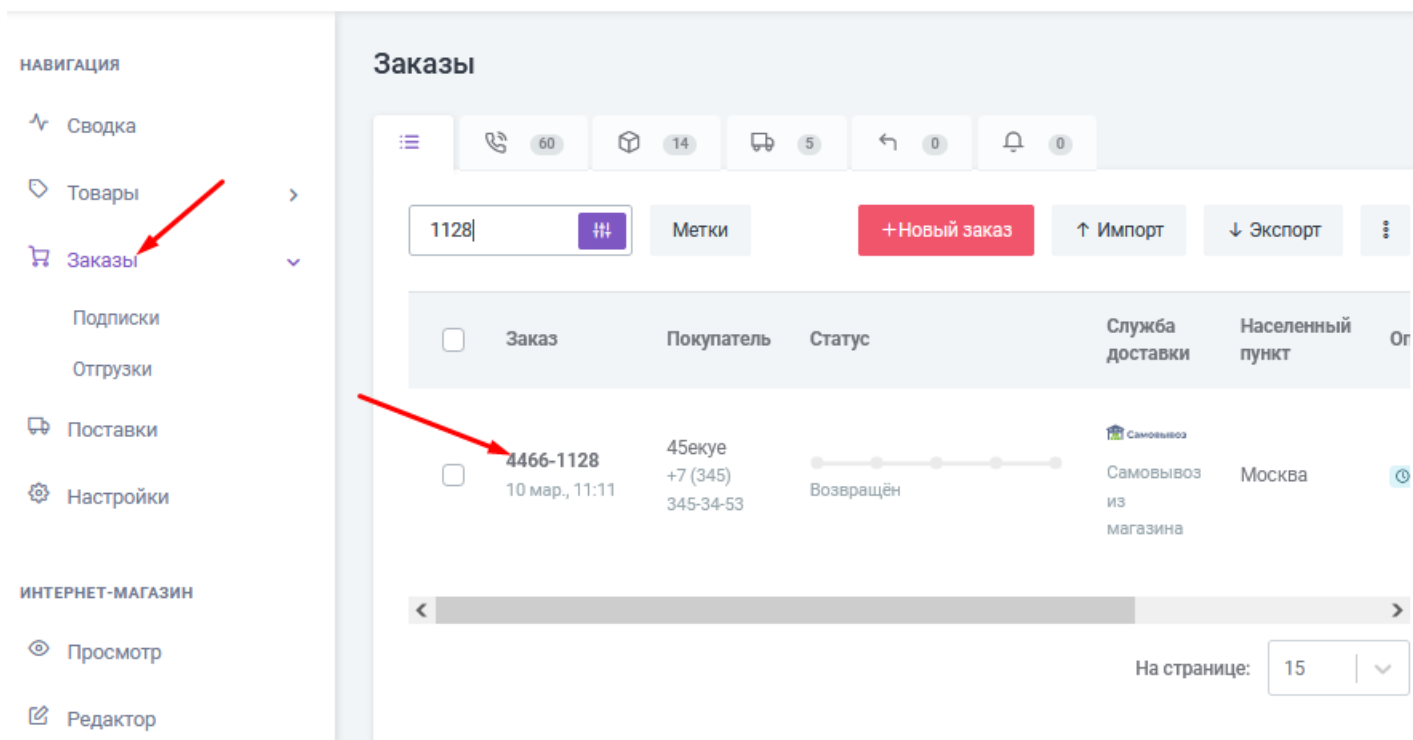 НАВИГАЦИЯ
Сводка
Товары
Заказы
Подписки
Отгрузки
Поставки
Настройки
ИНТЕРНЕТ-МАГАЗИН
Просмотр
Редактор
Заказы
60 14 5 0 0
1128 Метки +Новый заказ ↑ Импорт ↓ Экспорт
Заказ Покупатель Статус Служба доставки Населенный пункт Оп
4466-1128
10 мар., 11:11
45екуе
+7 (345)
345-34-53
Возвращён
Самовывоз
Самовывоз
из
магазина
Москва
На странице: 15